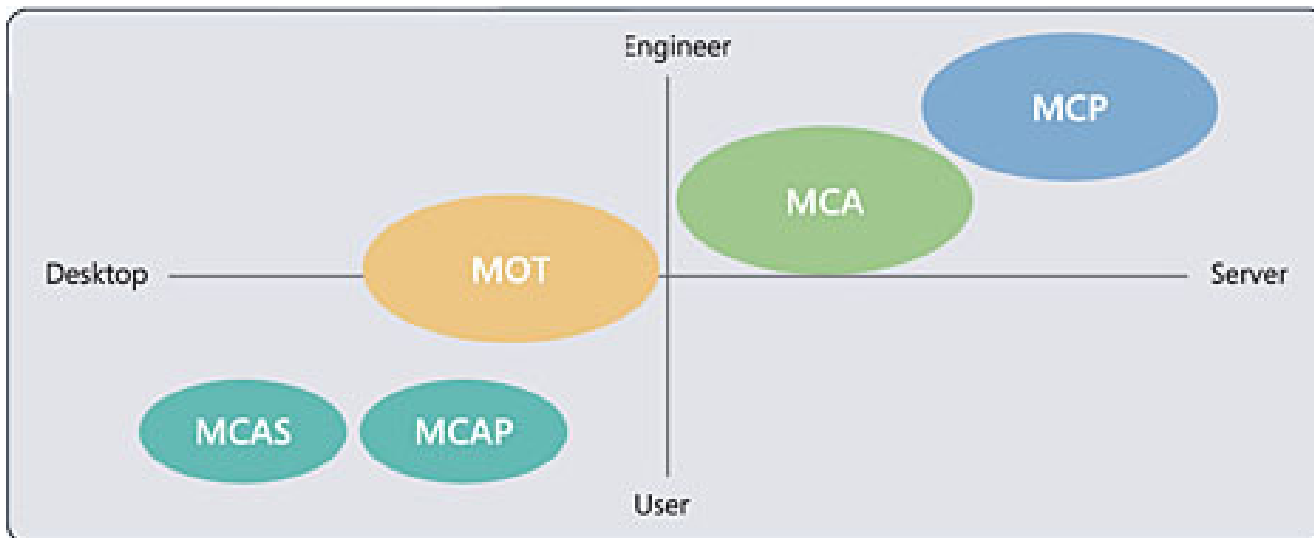 Engineer
MCP
MCA
MOT
Desktop
Server
MCAS
MCAP
User